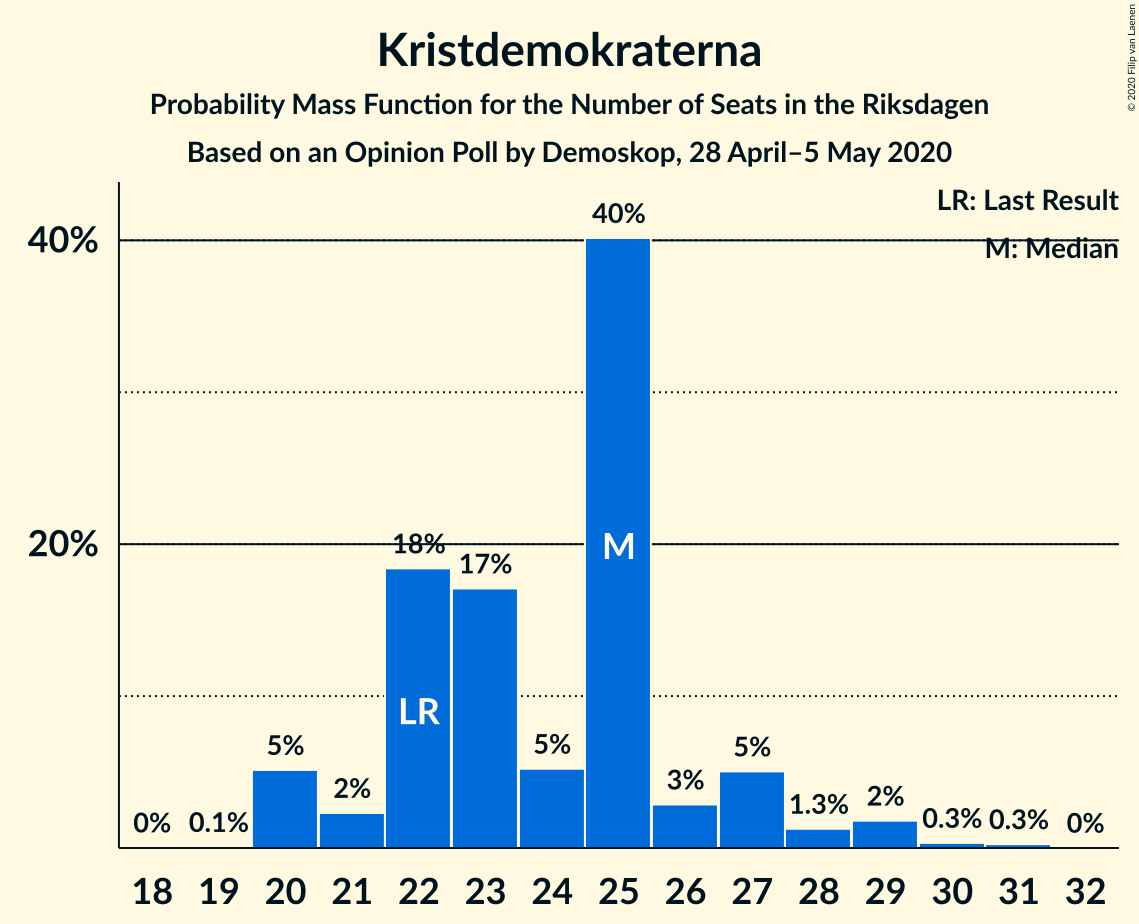 Kristdemokraterna
Probability Mass Function for the Number of Seats in the Riksdagen
Based on an Opinion Poll by Demoskop, 28 April–5 May 2020
© 2020 Filip van Laenen
LR: Last Result
M: Median
40%
20%
0% 0.1% 5% 2% 18% 17% 5% 40% 3% 5% 1.3% 2% 0.3% 0.3% 0%
LR
M
18 19 20 21 22 23 24 25 26 27 28 29 30 31 32